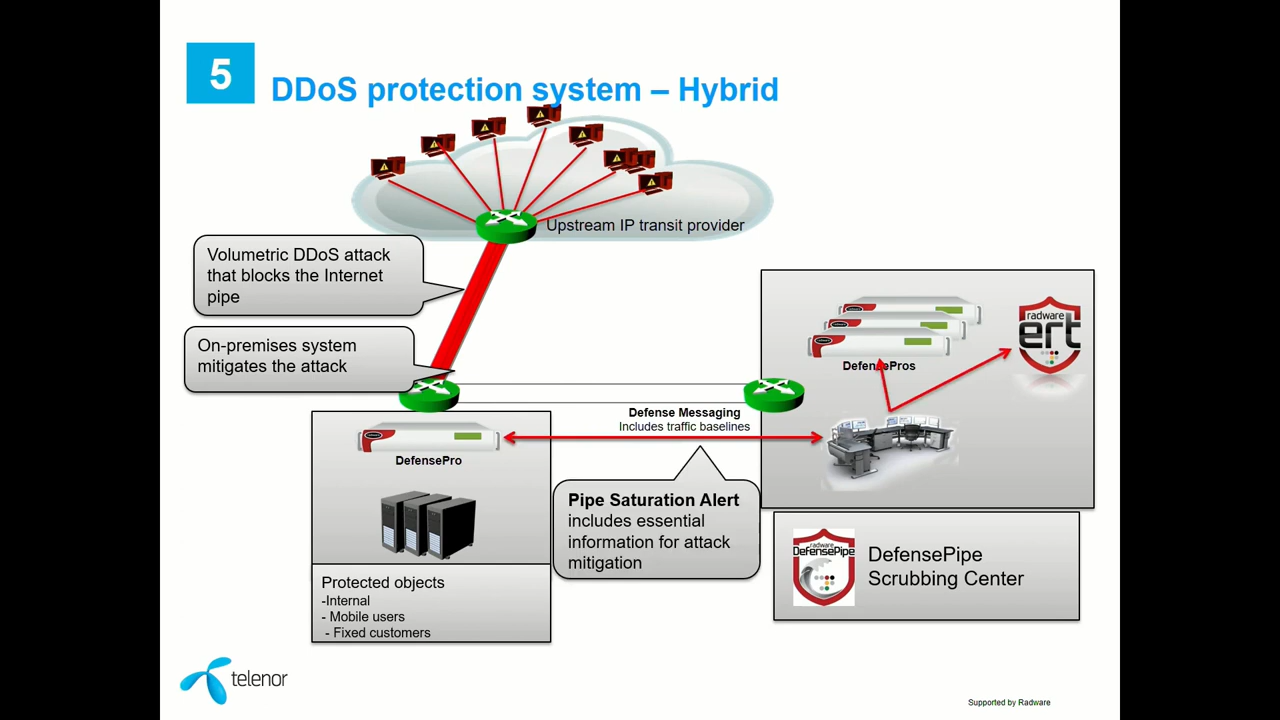 5
DDoS protection system – Hybrid
Upstream IP transit provider
Volumetric DDoS attack
that blocks the Internet
pipe
On-premises system
mitigates the attack
radware
ert
DefensePros
Defense Messaging
Includes traffic baselines
DefensePro
Pipe Saturation Alert
includes essential
information for attack
mitigation
radware
DefensePipe
DefensePipe
Scrubbing Center
Protected objects
-Internal
- Mobile users
- Fixed customers
telenor
Supported by Radware